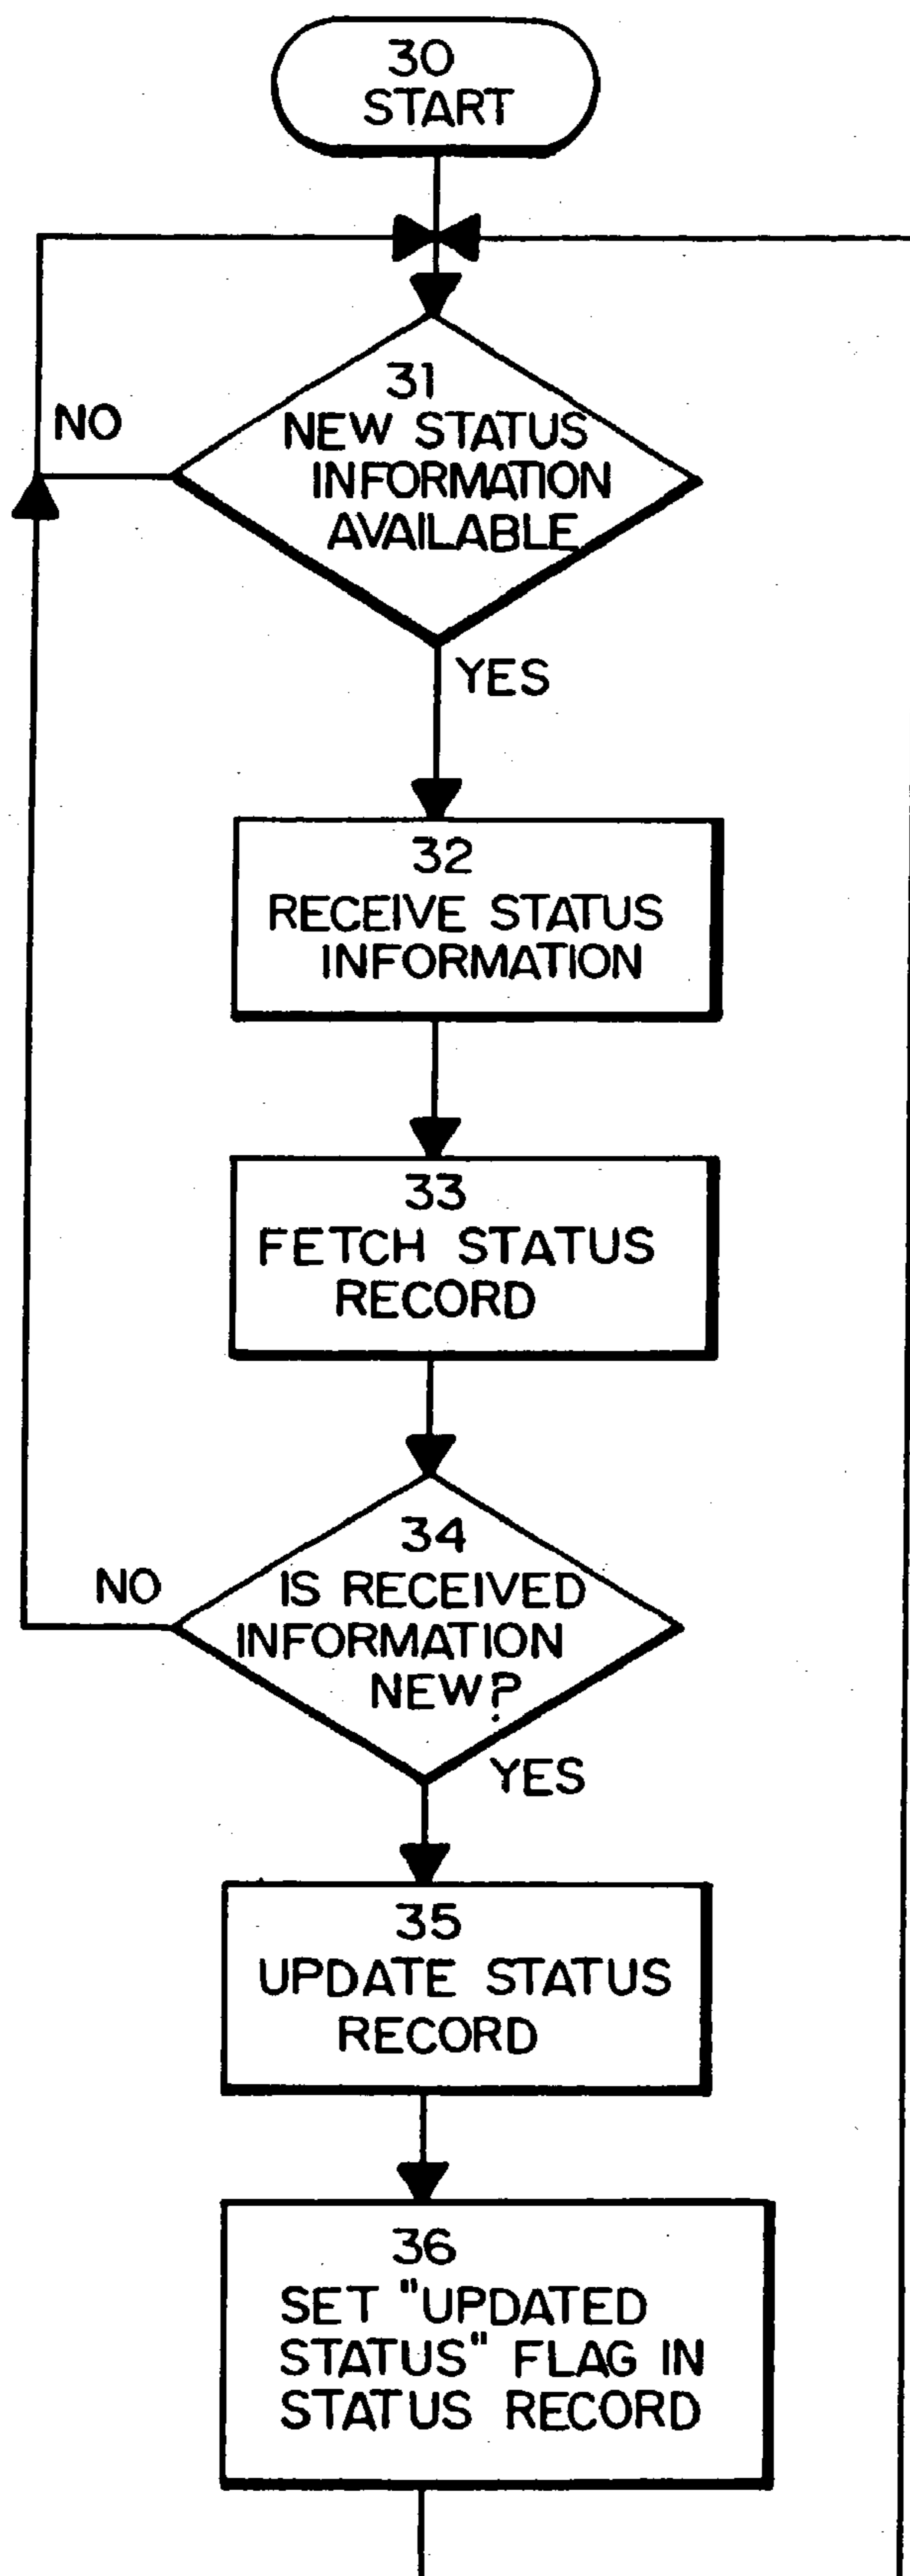 30
START
NO
31
NEW STATUS
INFORMATION
AVAILABLE
YES
32
RECEIVE STATUS
INFORMATION
33
FETCH STATUS
RECORD
34
NO
IS RECEIVED
INFORMATION
NEW?
YES
35
UPDATE STATUS
RECORD
36
SET "UPDATED
STATUS" FLAG IN
STATUS RECORD